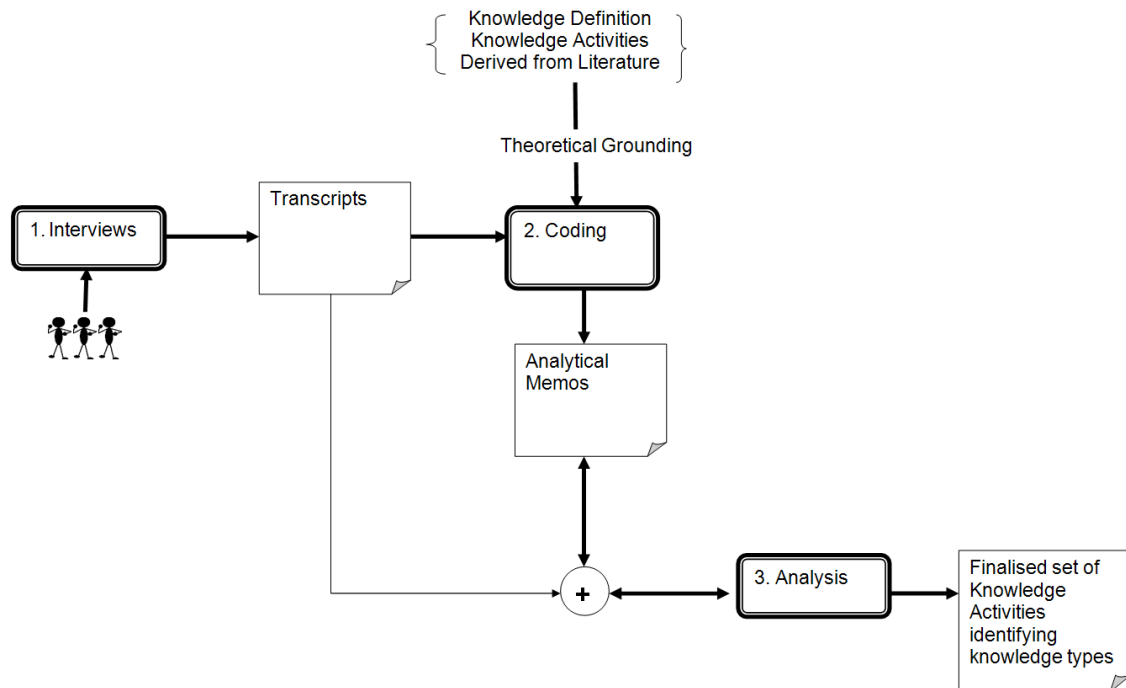 Knowledge Definition
Knowledge Activities
Derived from Literature
Theoretical Grounding
Transcripts
1. Interviews
2. Coding
Analytical
Memos
+
3. Analysis
Finalised set of
Knowledge
Activities
identifying
knowledge types